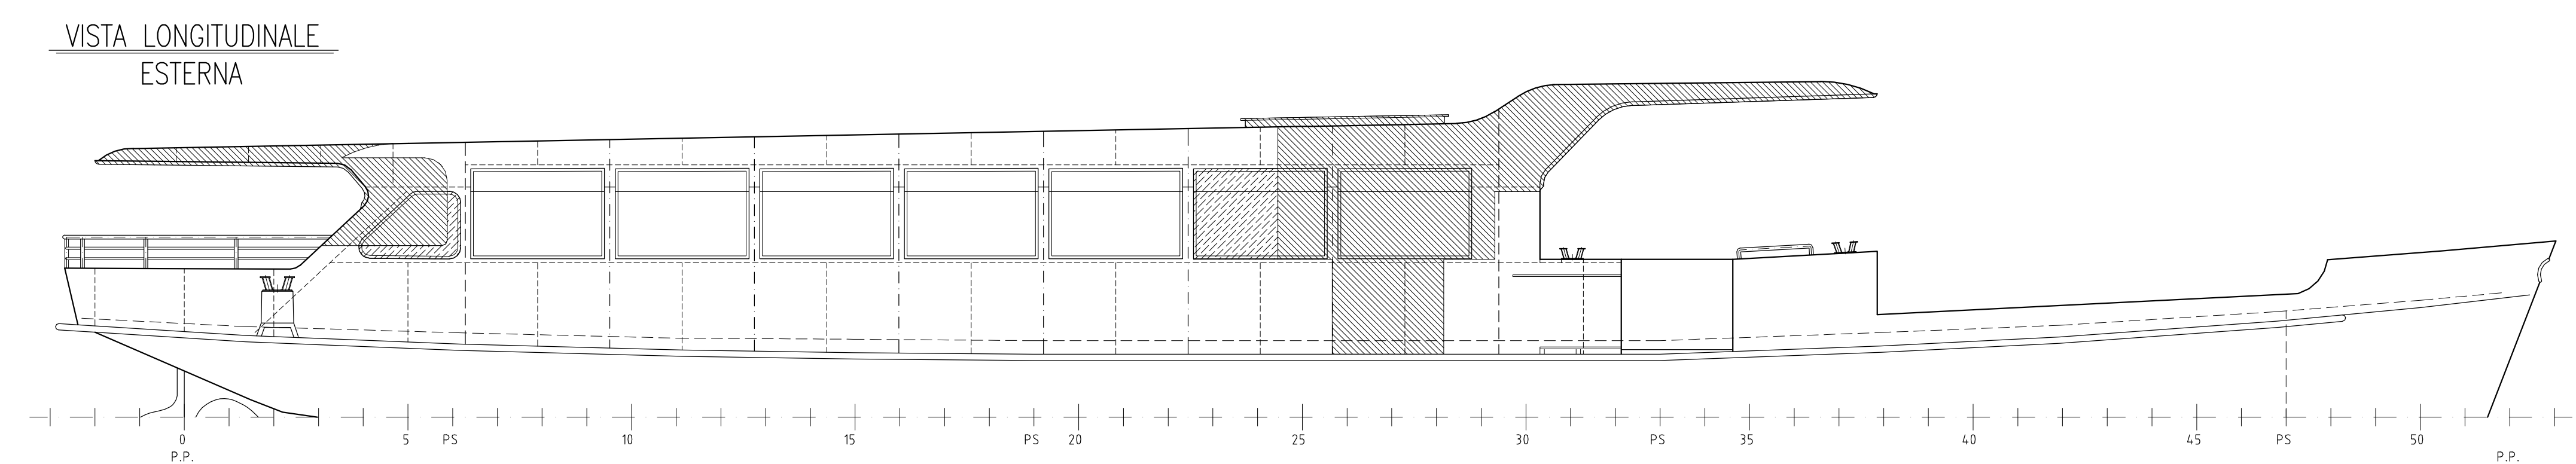 VISTA LONGITUDINALE
ESTERNA
0 5 PS 10 15 PS 20 25 30 PS 35 40 45 PS 50
P.P. P.P.